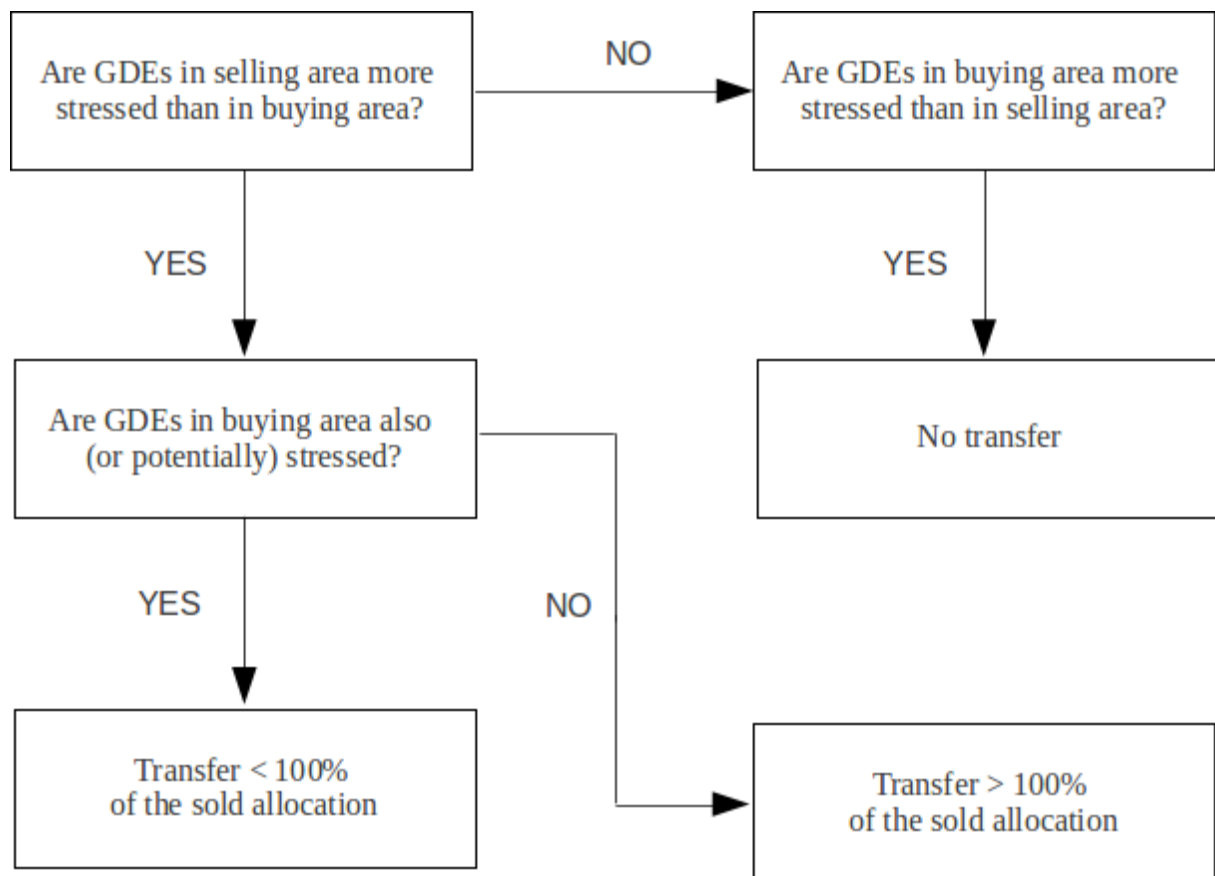 Are GDEs in selling area more
stressed than in buying area?
NO
Are GDEs in buying area more
stressed than in selling area?
YES
YES
Are GDEs in buying area also
(or potentially) stressed?
No transfer
YES
NO
Transfer < 100%
of the sold allocation
Transfer > 100%
of the sold allocation